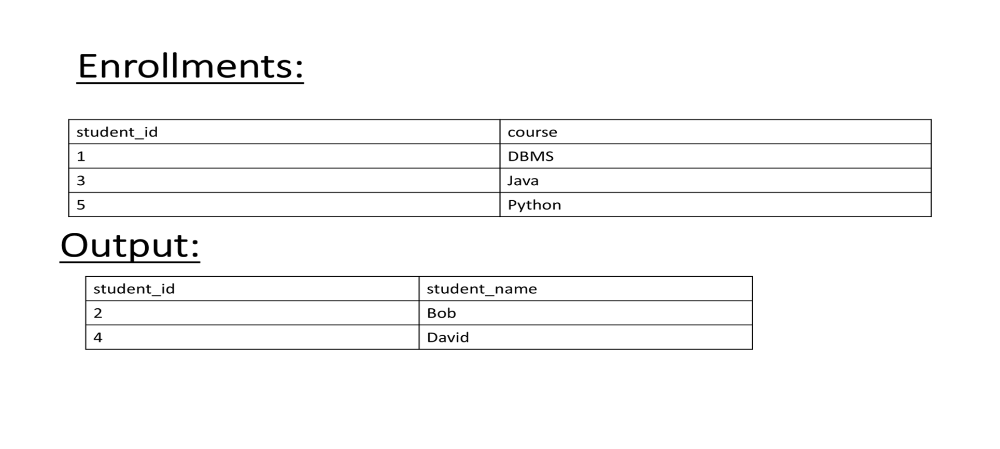 Enrollments:
student_id course
1 DBMS
3 Java
5 Python
Output:
student_id student_name
2 Bob
4 David